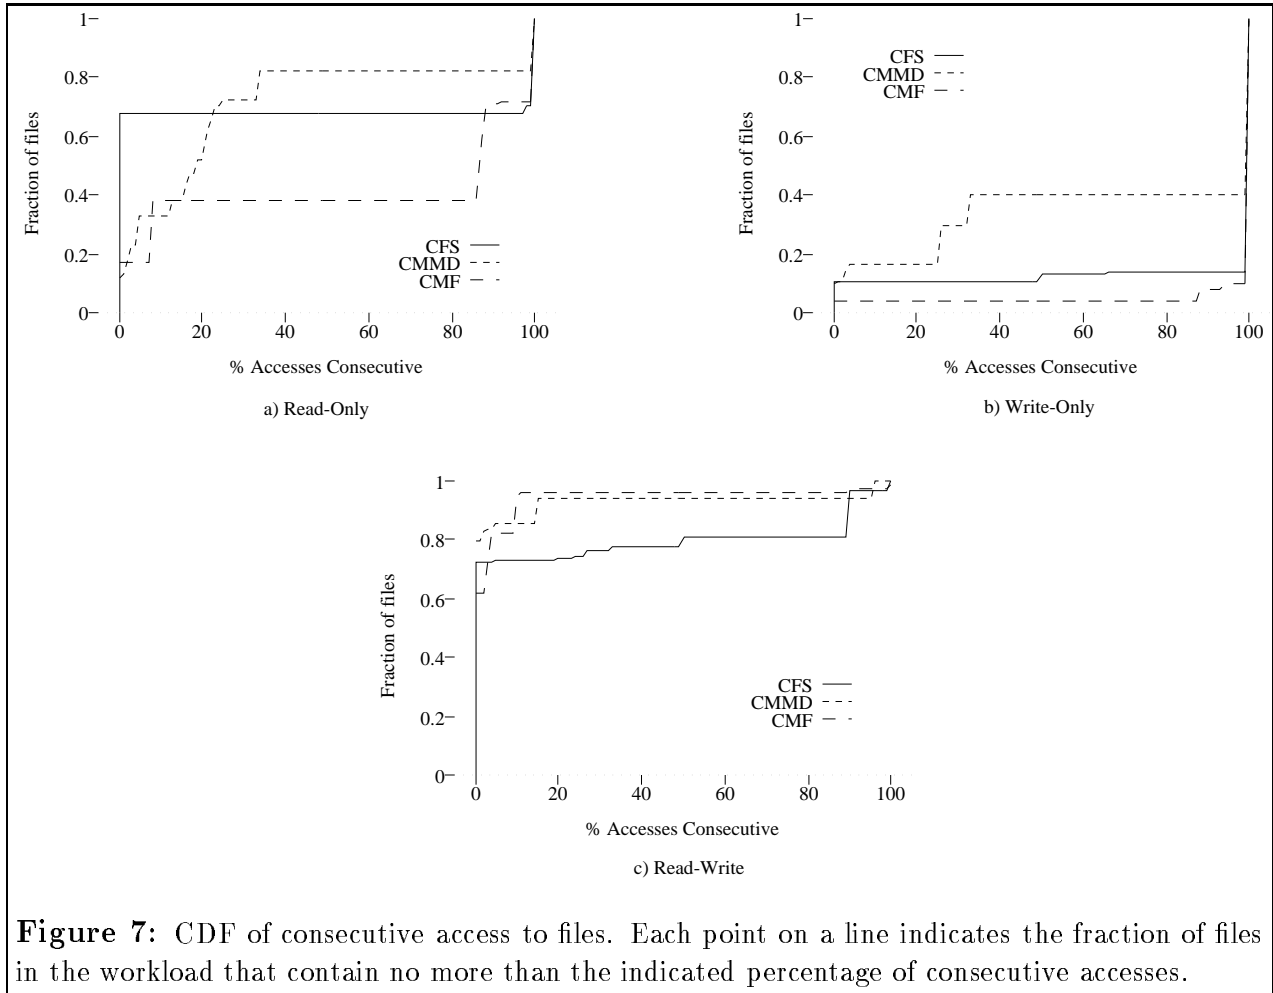 1
0.8
0.6
0.4
0.2
0
Fraction of files
CFS
CMMD
CMF
0 20 40 60 80 100
% Accesses Consecutive
a) Read-Only
1
0.8
0.6
0.4
0.2
0
Fraction of files
CFS
CMMD
CMF
0 20 40 60 80 100
% Accesses Consecutive
b) Write-Only
1
0.8
0.6
0.4
0.2
0
Fraction of files
CFS
CMMD
CMF
0 20 40 60 80 100
% Accesses Consecutive
c) Read-Write
Figure 7: CDF of consecutive access to files. Each point on a line indicates the fraction of files
in the workload that contain no more than the indicated percentage of consecutive accesses.